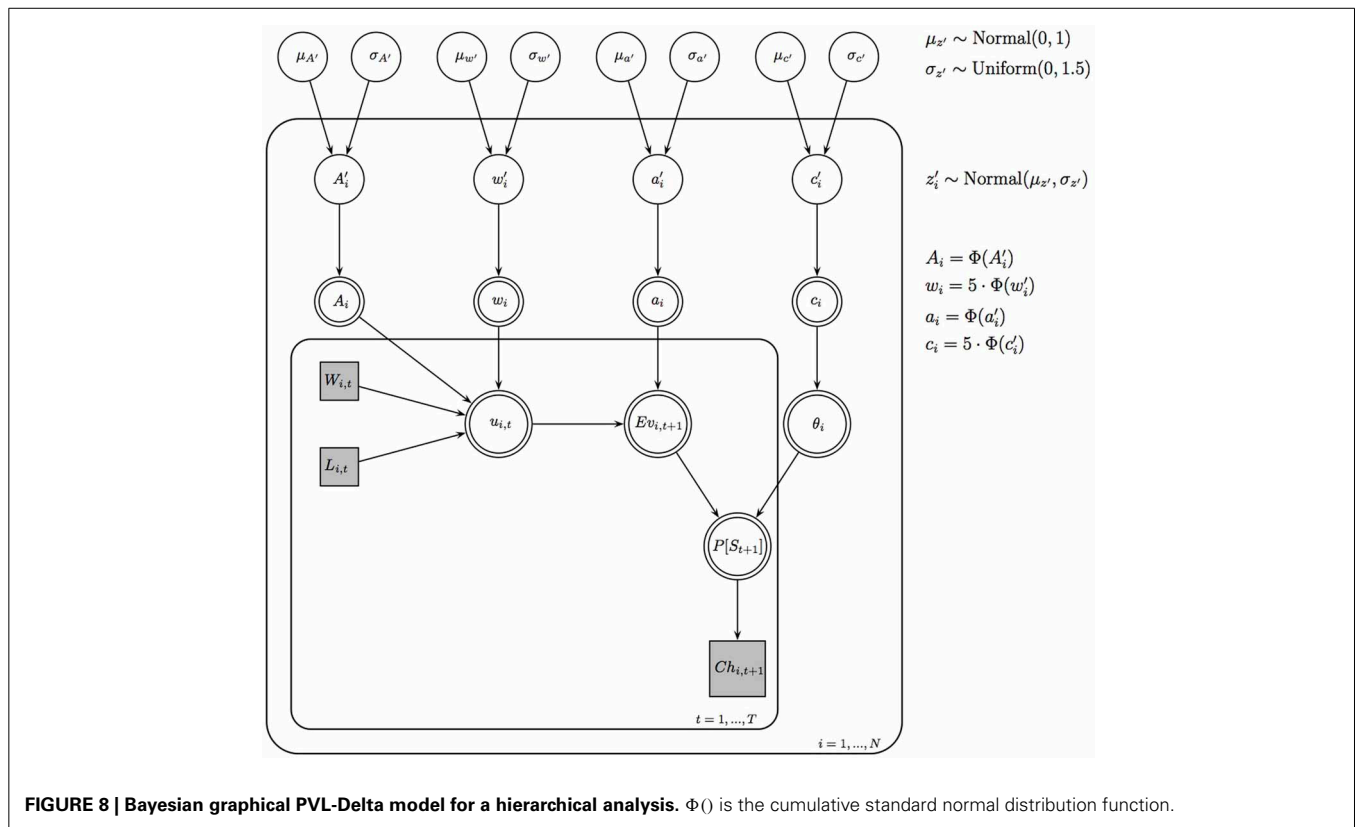 μ_{A′} σ_{A′} μ_{w′} σ_{w′} μ_{a′} σ_{a′} μ_{c′} σ_{c′}
μ_{z′} ∼ Normal(0, 1)
σ_{z′} ∼ Uniform(0, 1.5)
A′_i w′_i a′_i c′_i
z′_i ∼ Normal(μ_{z′}, σ_{z′})
A_i w_i a_i c_i
A_i = Φ(A′_i)
w_i = 5 · Φ(w′_i)
a_i = Φ(a′_i)
c_i = 5 · Φ(c′_i)
W_{i,t}
u_{i,t} Ev_{i,t+1} θ_i
L_{i,t}
P[S_{t+1}]
Ch_{i,t+1}
t = 1, ..., T
i = 1, ..., N
FIGURE 8 | Bayesian graphical PVL-Delta model for a hierarchical analysis. Φ() is the cumulative standard normal distribution function.